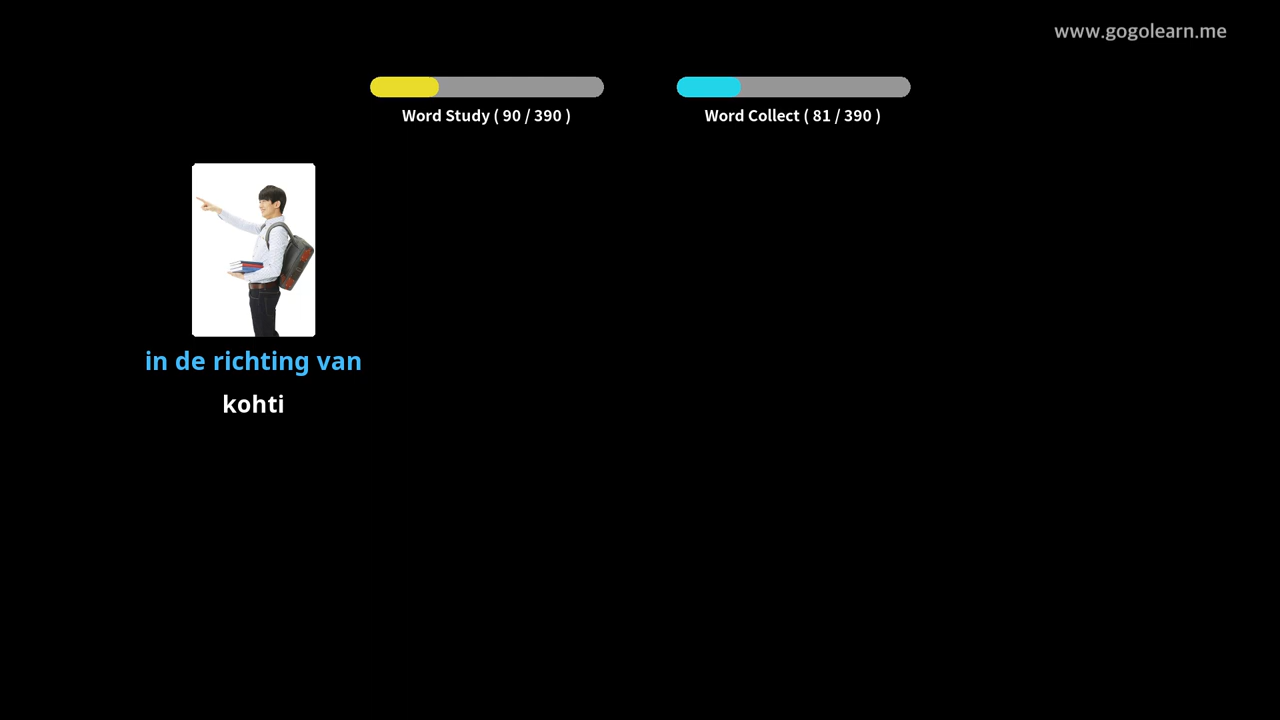 www.gogolearn.me
Word Study ( 90 / 390 )
Word Collect ( 81 / 390 )
in de richting van
kohti